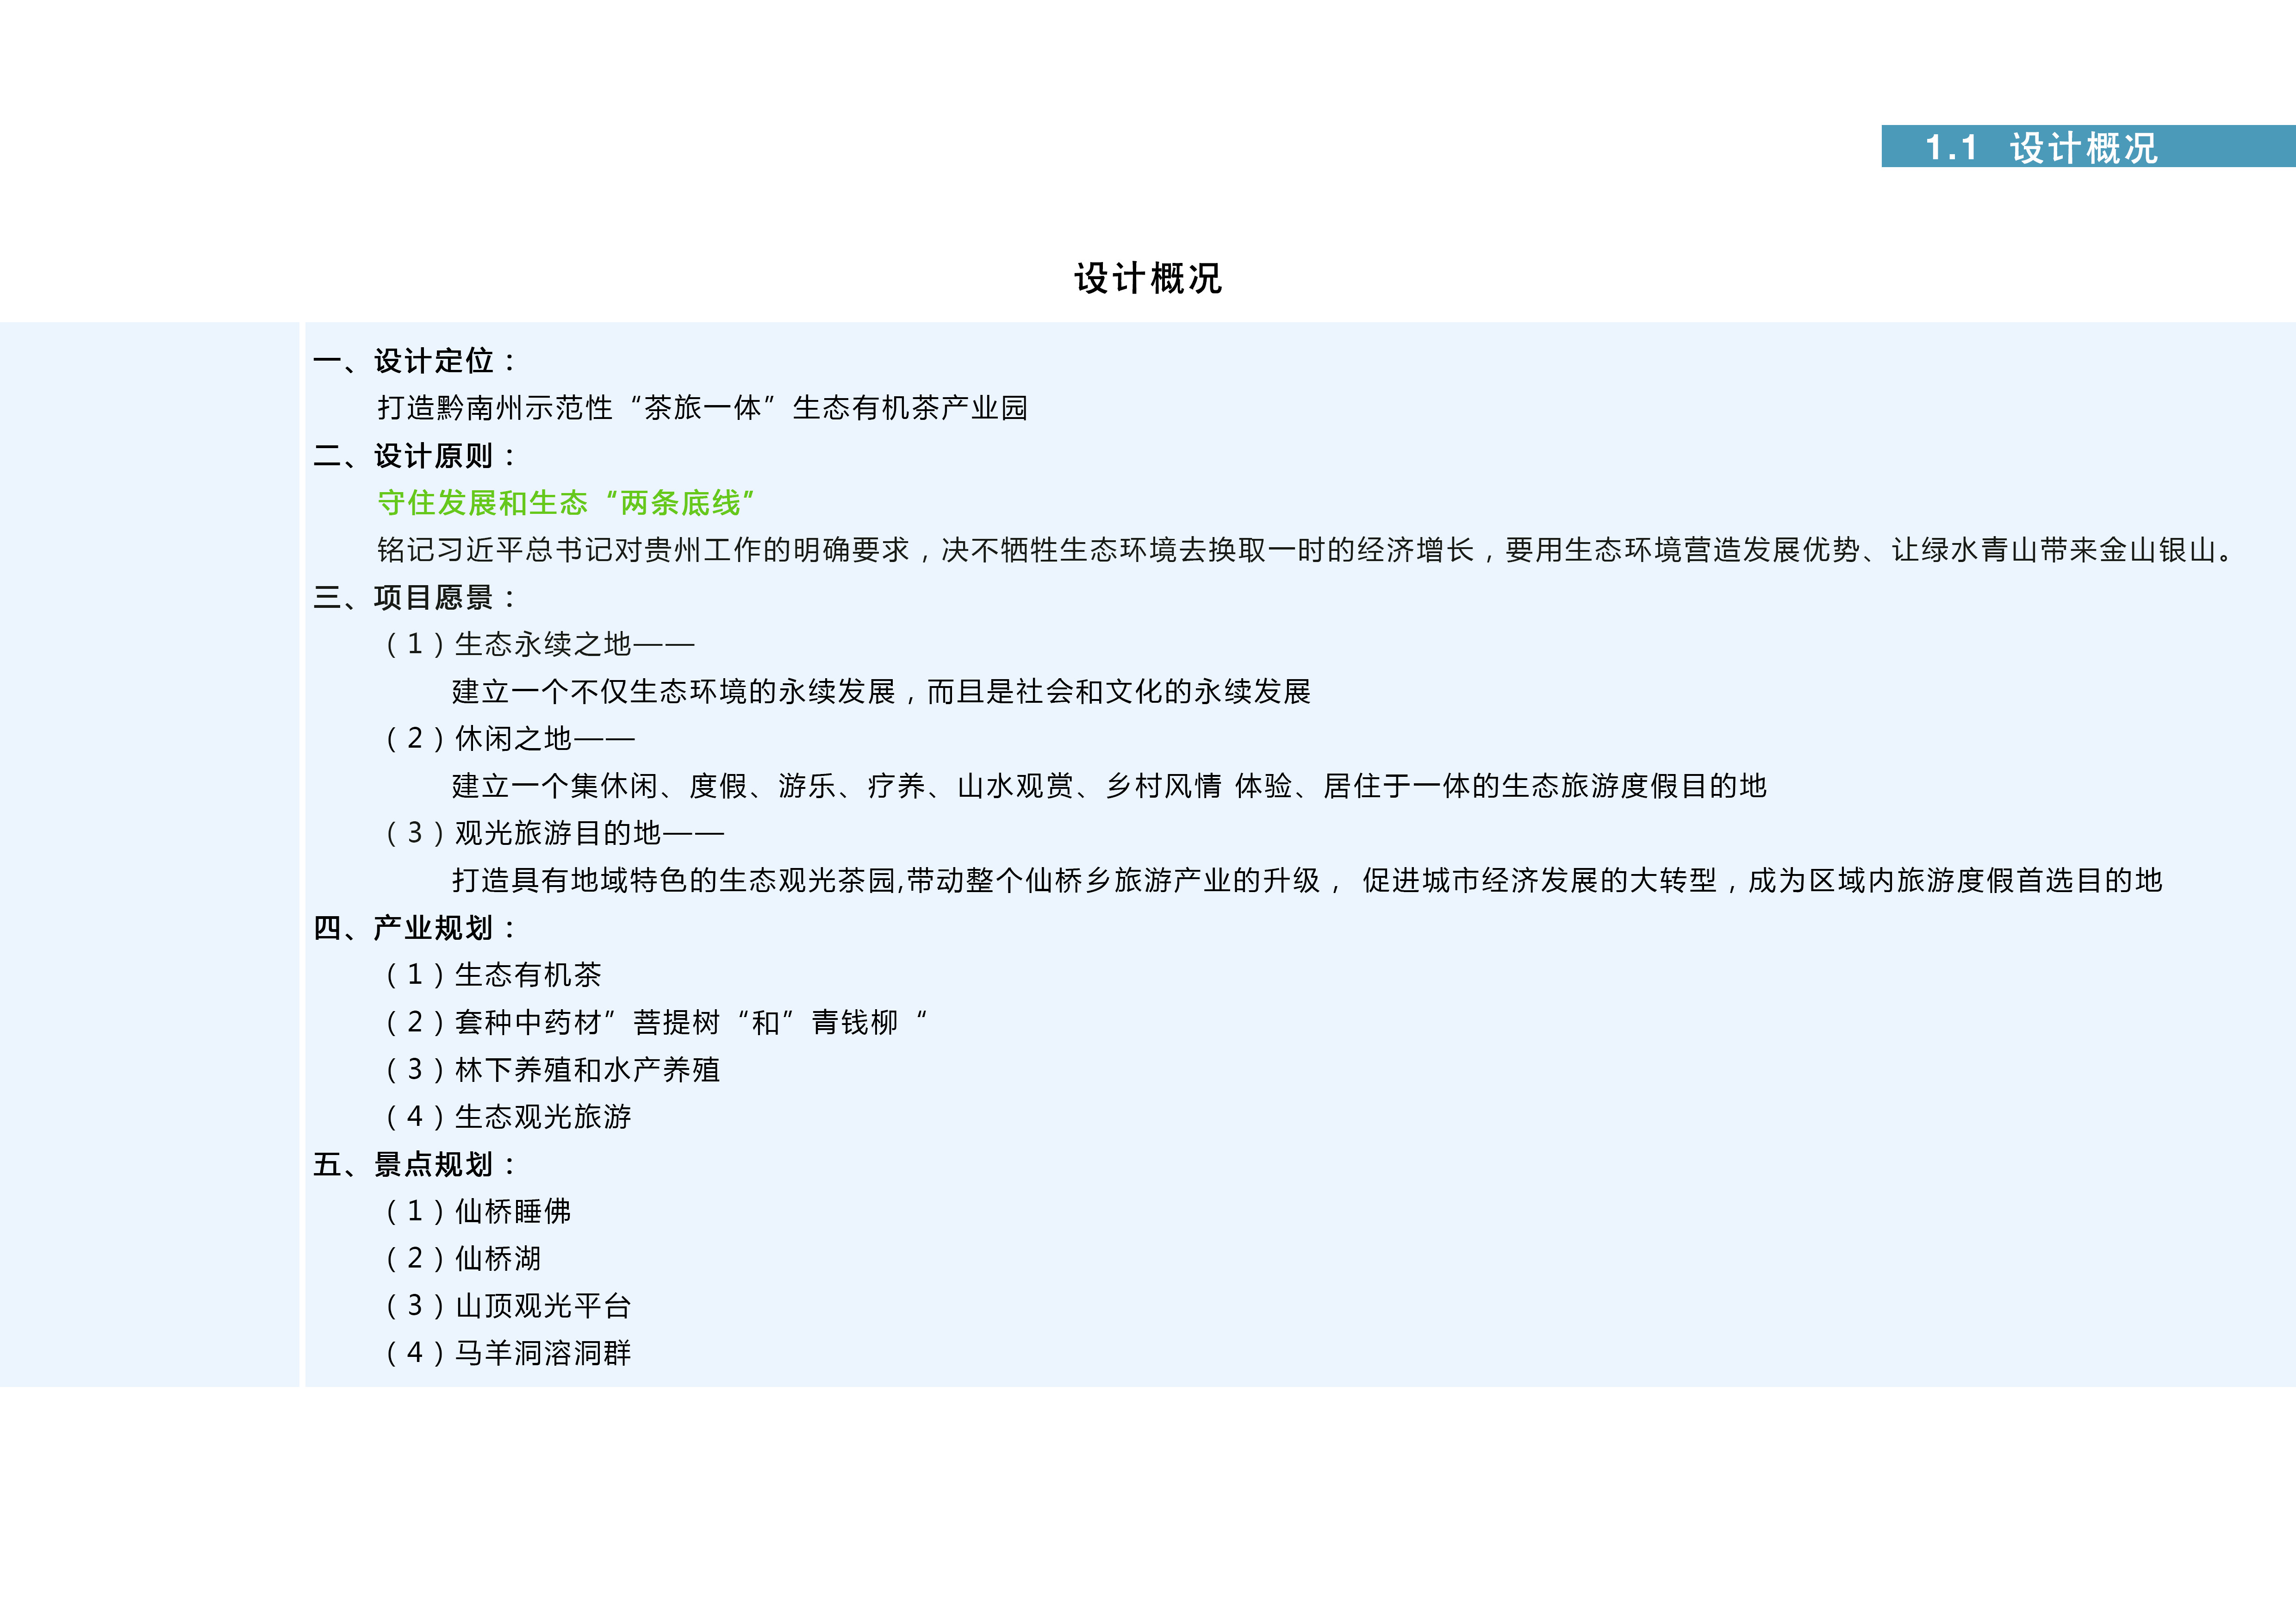 1.1 设计概况
设计概况
一、设计定位：
打造黔南州示范性“茶旅一体”生态有机茶产业园
二、设计原则：
守住发展和生态“两条底线”
铭记习近平总书记对贵州工作的明确要求，决不牺牲生态环境去换取一时的经济增长，要用生态环境营造发展优势、让绿水青山带来金山银山。
三、项目愿景：
（1）生态永续之地——
建立一个不仅生态环境的永续发展，而且是社会和文化的永续发展
（2）休闲之地——
建立一个集休闲、度假、游乐、疗养、山水观赏、乡村风情 体验、居住于一体的生态旅游度假目的地
（3）观光旅游目的地——
打造具有地域特色的生态观光茶园,带动整个仙桥乡旅游产业的升级， 促进城市经济发展的大转型，成为区域内旅游度假首选目的地
四、产业规划：
（1）生态有机茶
（2）套种中药材”菩提树“和”青钱柳“
（3）林下养殖和水产养殖
（4）生态观光旅游
五、景点规划：
（1）仙桥睡佛
（2）仙桥湖
（3）山顶观光平台
（4）马羊洞溶洞群